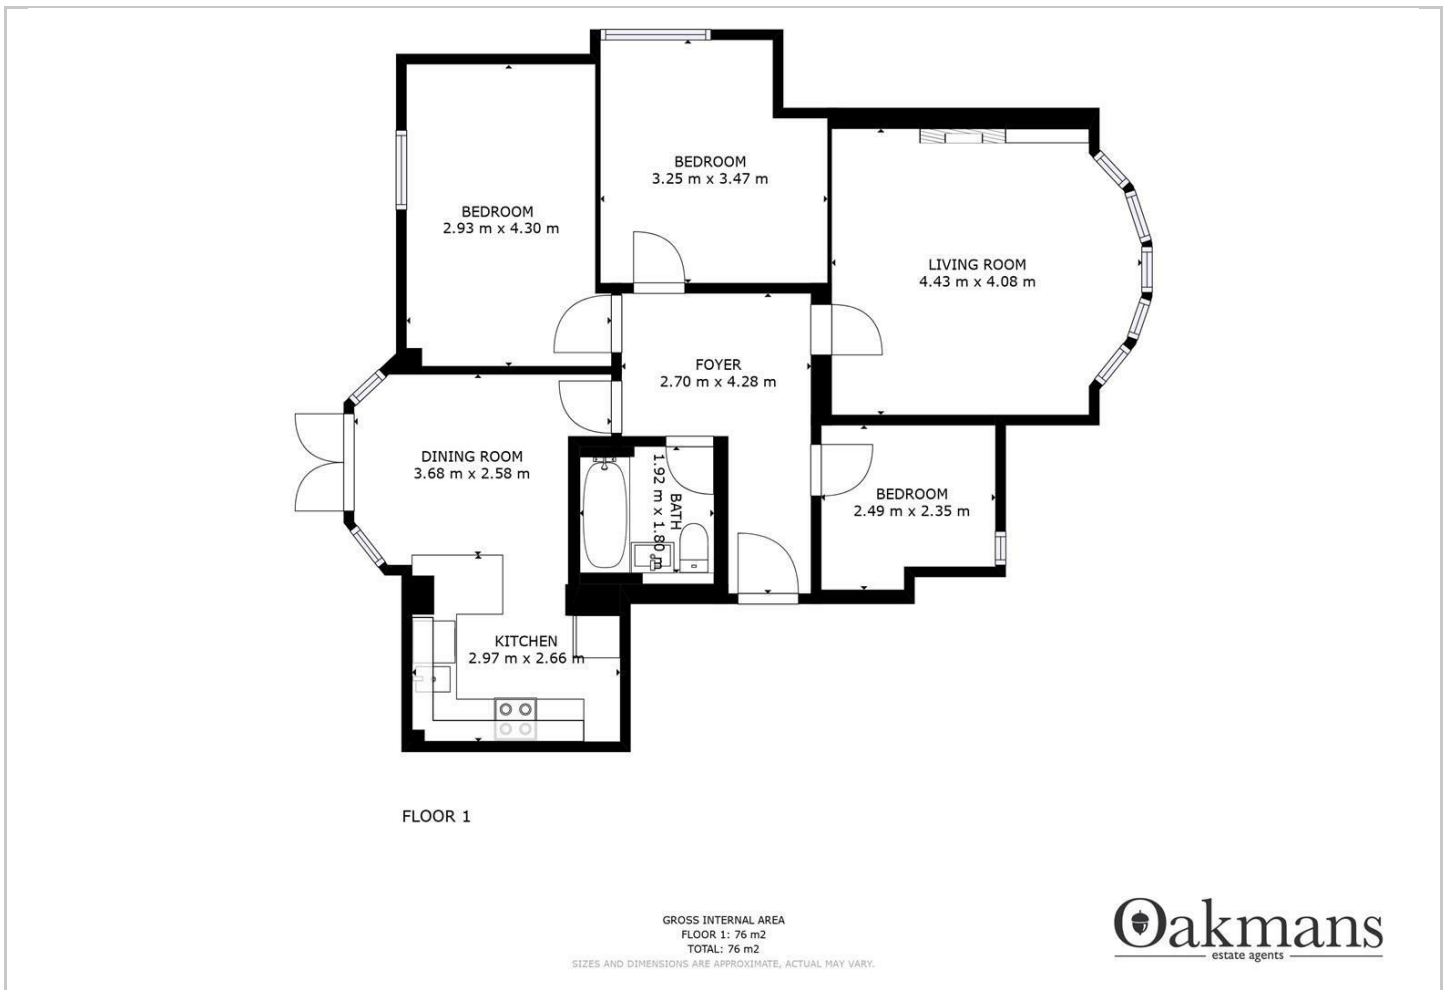 BEDROOM
3.25 m x 3.47 m
BEDROOM
2.93 m x 4.30 m
LIVING ROOM
4.43 m x 4.08 m
FOYER
2.70 m x 4.28 m
DINING ROOM
3.68 m x 2.58 m
BATH
1.92 m x 1.80 m
BEDROOM
2.49 m x 2.35 m
KITCHEN
2.97 m x 2.66 m
FLOOR 1
GROSS INTERNAL AREA
FLOOR 1: 76 m2
TOTAL: 76 m2
SIZES AND DIMENSIONS ARE APPROXIMATE, ACTUAL MAY VARY.
Oakmans
estate agents